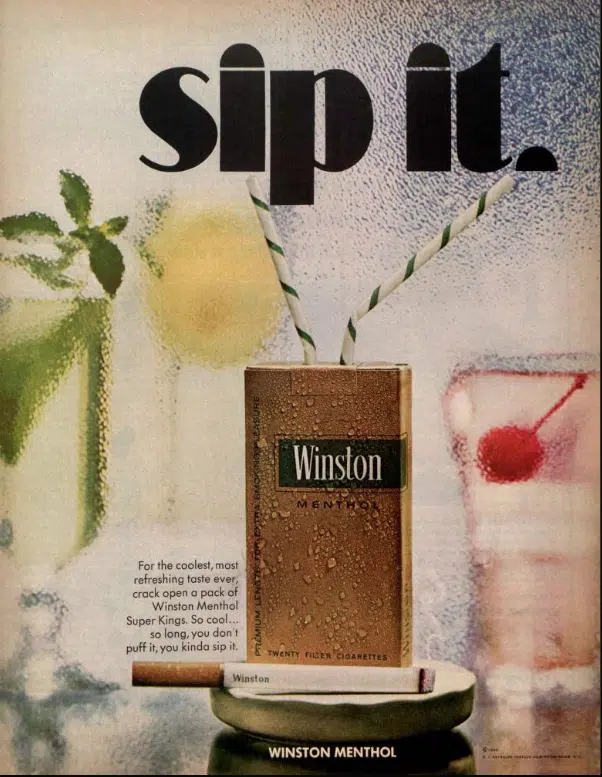 sip it.
Winston
MENTHOL
PREMIUM LENGTH FOR EXTRA SMOKING PLEASURE
For the coolest, most
refreshing taste ever,
crack open a pack of
Winston Menthol
Super Kings. So cool...
so long, you don't
puff it, you kinda sip it.
TWENTY FILTER CIGARETTES
Winston
WINSTON MENTHOL